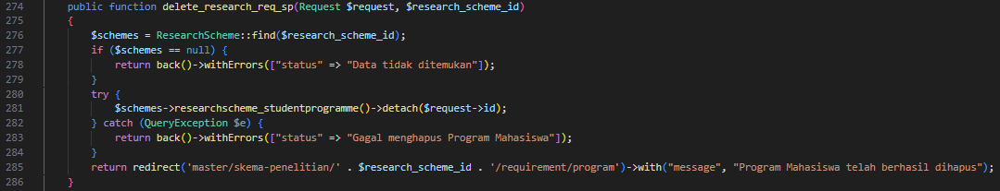 274 public function delete_research_req_sp(Request $request, $research_scheme_id)
275 {
276 $schemes = ResearchScheme::find($research_scheme_id);
277 if ($schemes == null) {
278 return back()->withErrors(["status" => "Data tidak ditemukan"]);
279 }
280 try {
281 $schemes->researchscheme_studentprogramme()->detach($request->id);
282 } catch (QueryException $e) {
283 return back()->withErrors(["status" => "Gagal menghapus Program Mahasiswa"]);
284 }
285 return redirect('master/skema-penelitian/' . $research_scheme_id . '/requirement/program')->with("message", "Program Mahasiswa telah berhasil dihapus");
286 }